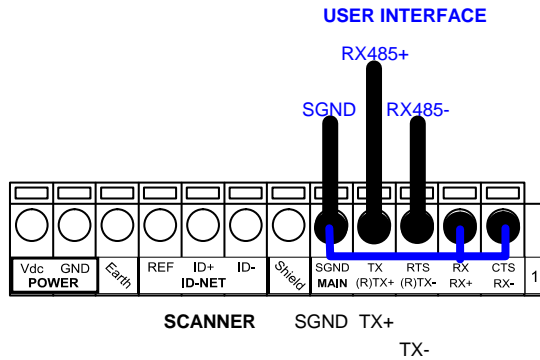 USER INTERFACE
RX485+
SGND RX485-
Vdc GND Earth REF ID+ ID- Shield SGND TX RTS RX CTS 1
POWER ID-NET MAIN (R)TX+ (R)TX- RX+ RX-
SCANNER SGND TX+
TX-